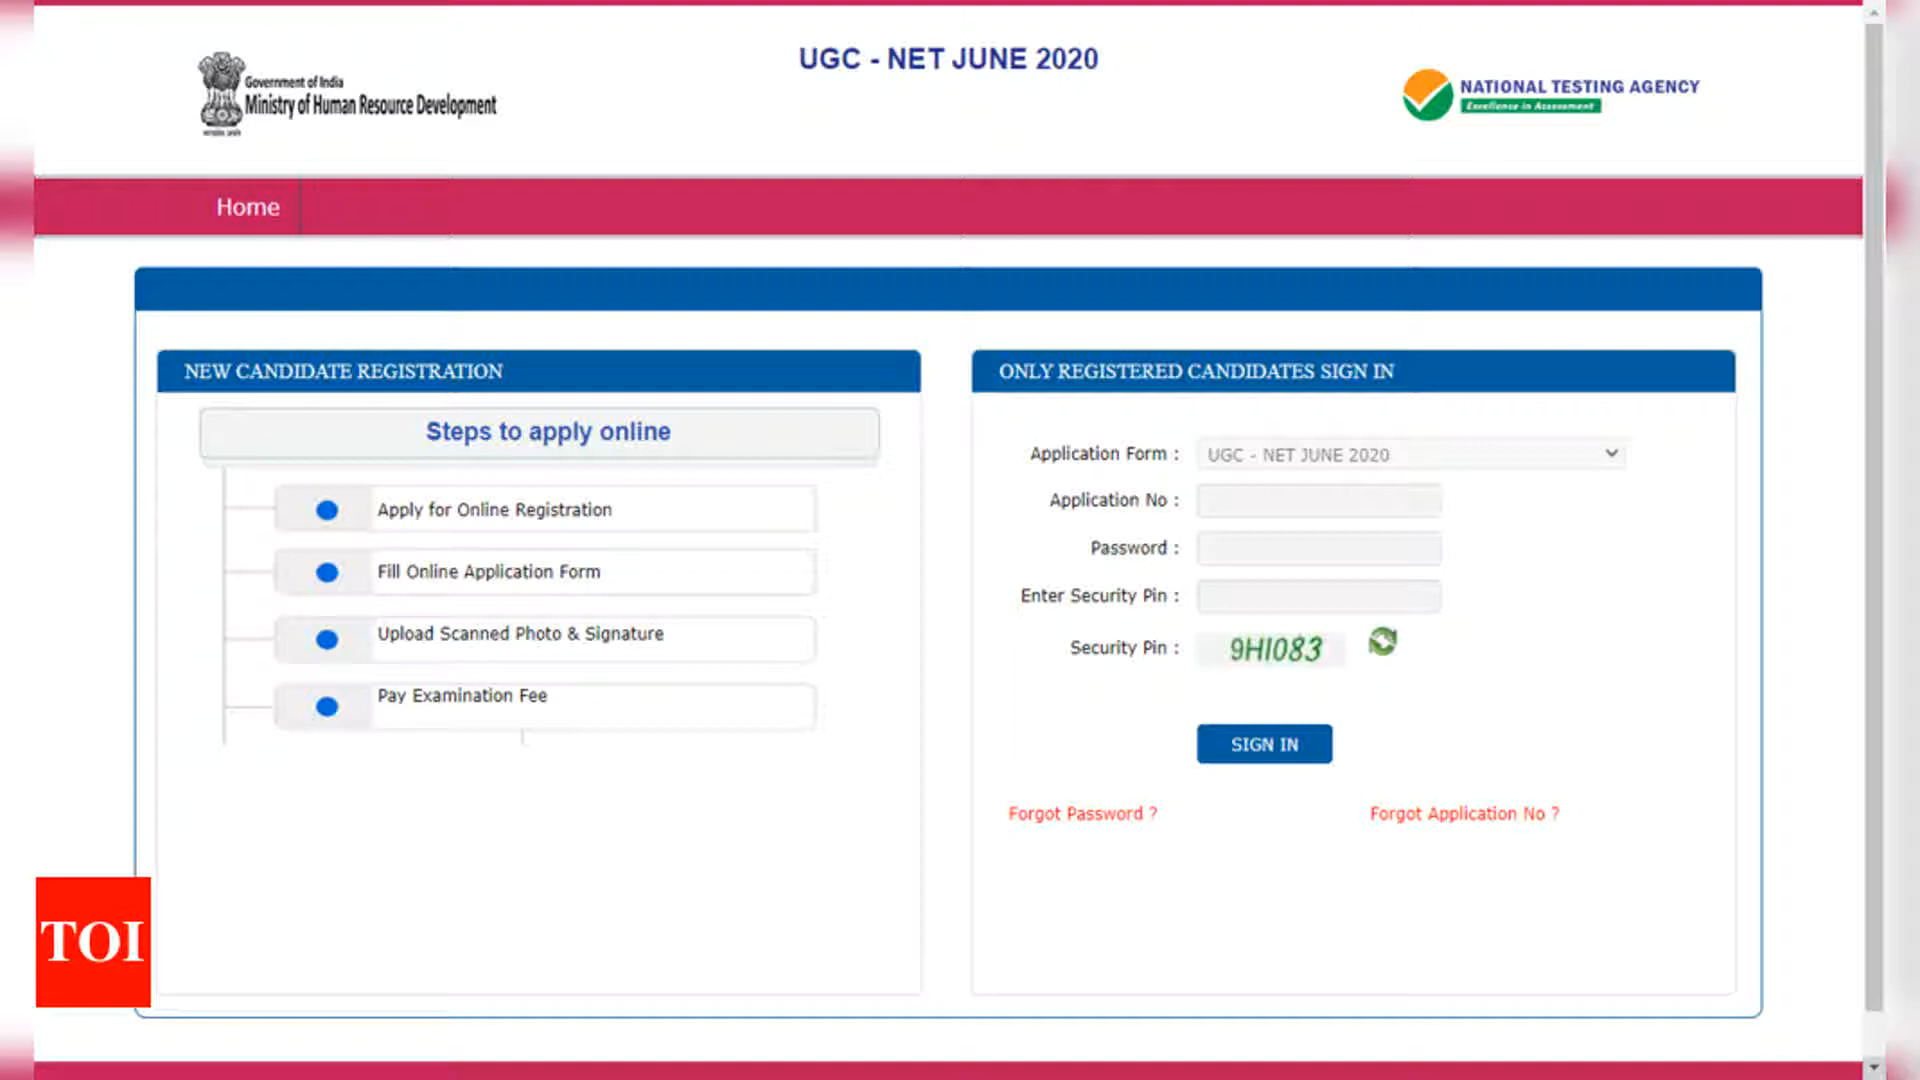 UGC - NET JUNE 2020
Government of India
Ministry of Human Resource Development
NATIONAL TESTING AGENCY
Excellence in Assessment
Home
NEW CANDIDATE REGISTRATION
Steps to apply online
Apply for Online Registration
Fill Online Application Form
Upload Scanned Photo & Signature
Pay Examination Fee
ONLY REGISTERED CANDIDATES SIGN IN
Application Form : UGC - NET JUNE 2020
Application No :
Password :
Enter Security Pin :
Security Pin : 9HI083
SIGN IN
Forgot Password ? Forgot Application No ?
TOI